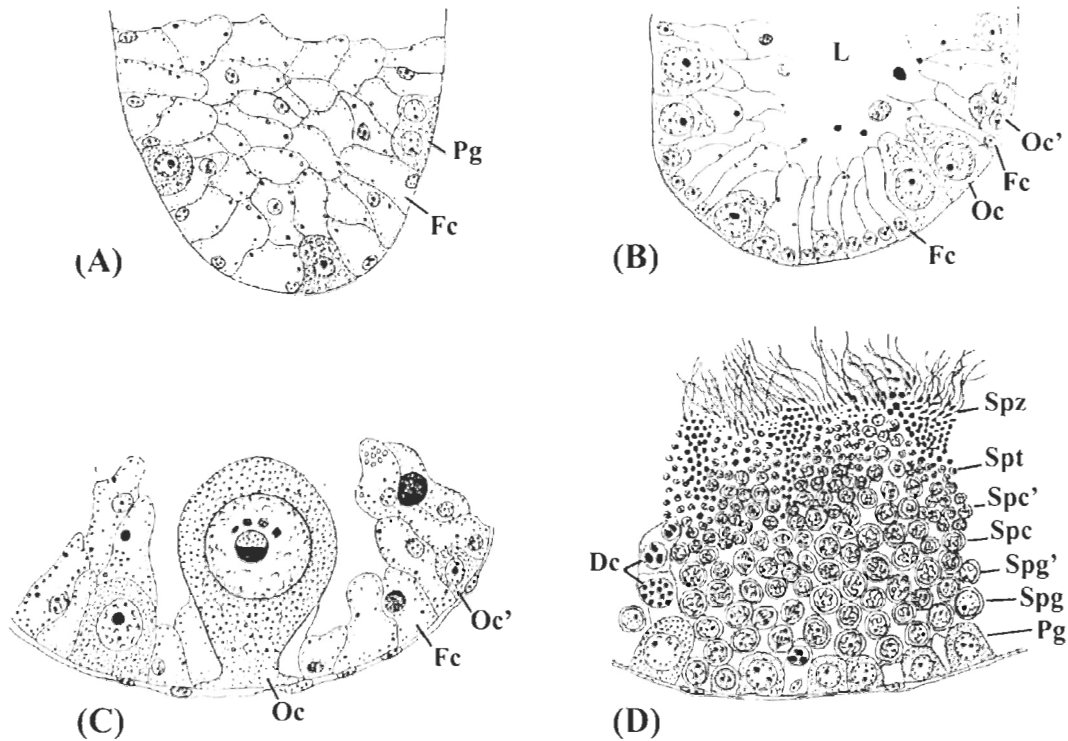 Pg
Fc
(A)
L
Oc'
Fc
Oc
Fc
(B)
Oc'
Fc
Oc
(C)
Spz
Spt
Spc'
Spc
Dc
Spg'
Spg
Pg
(D)